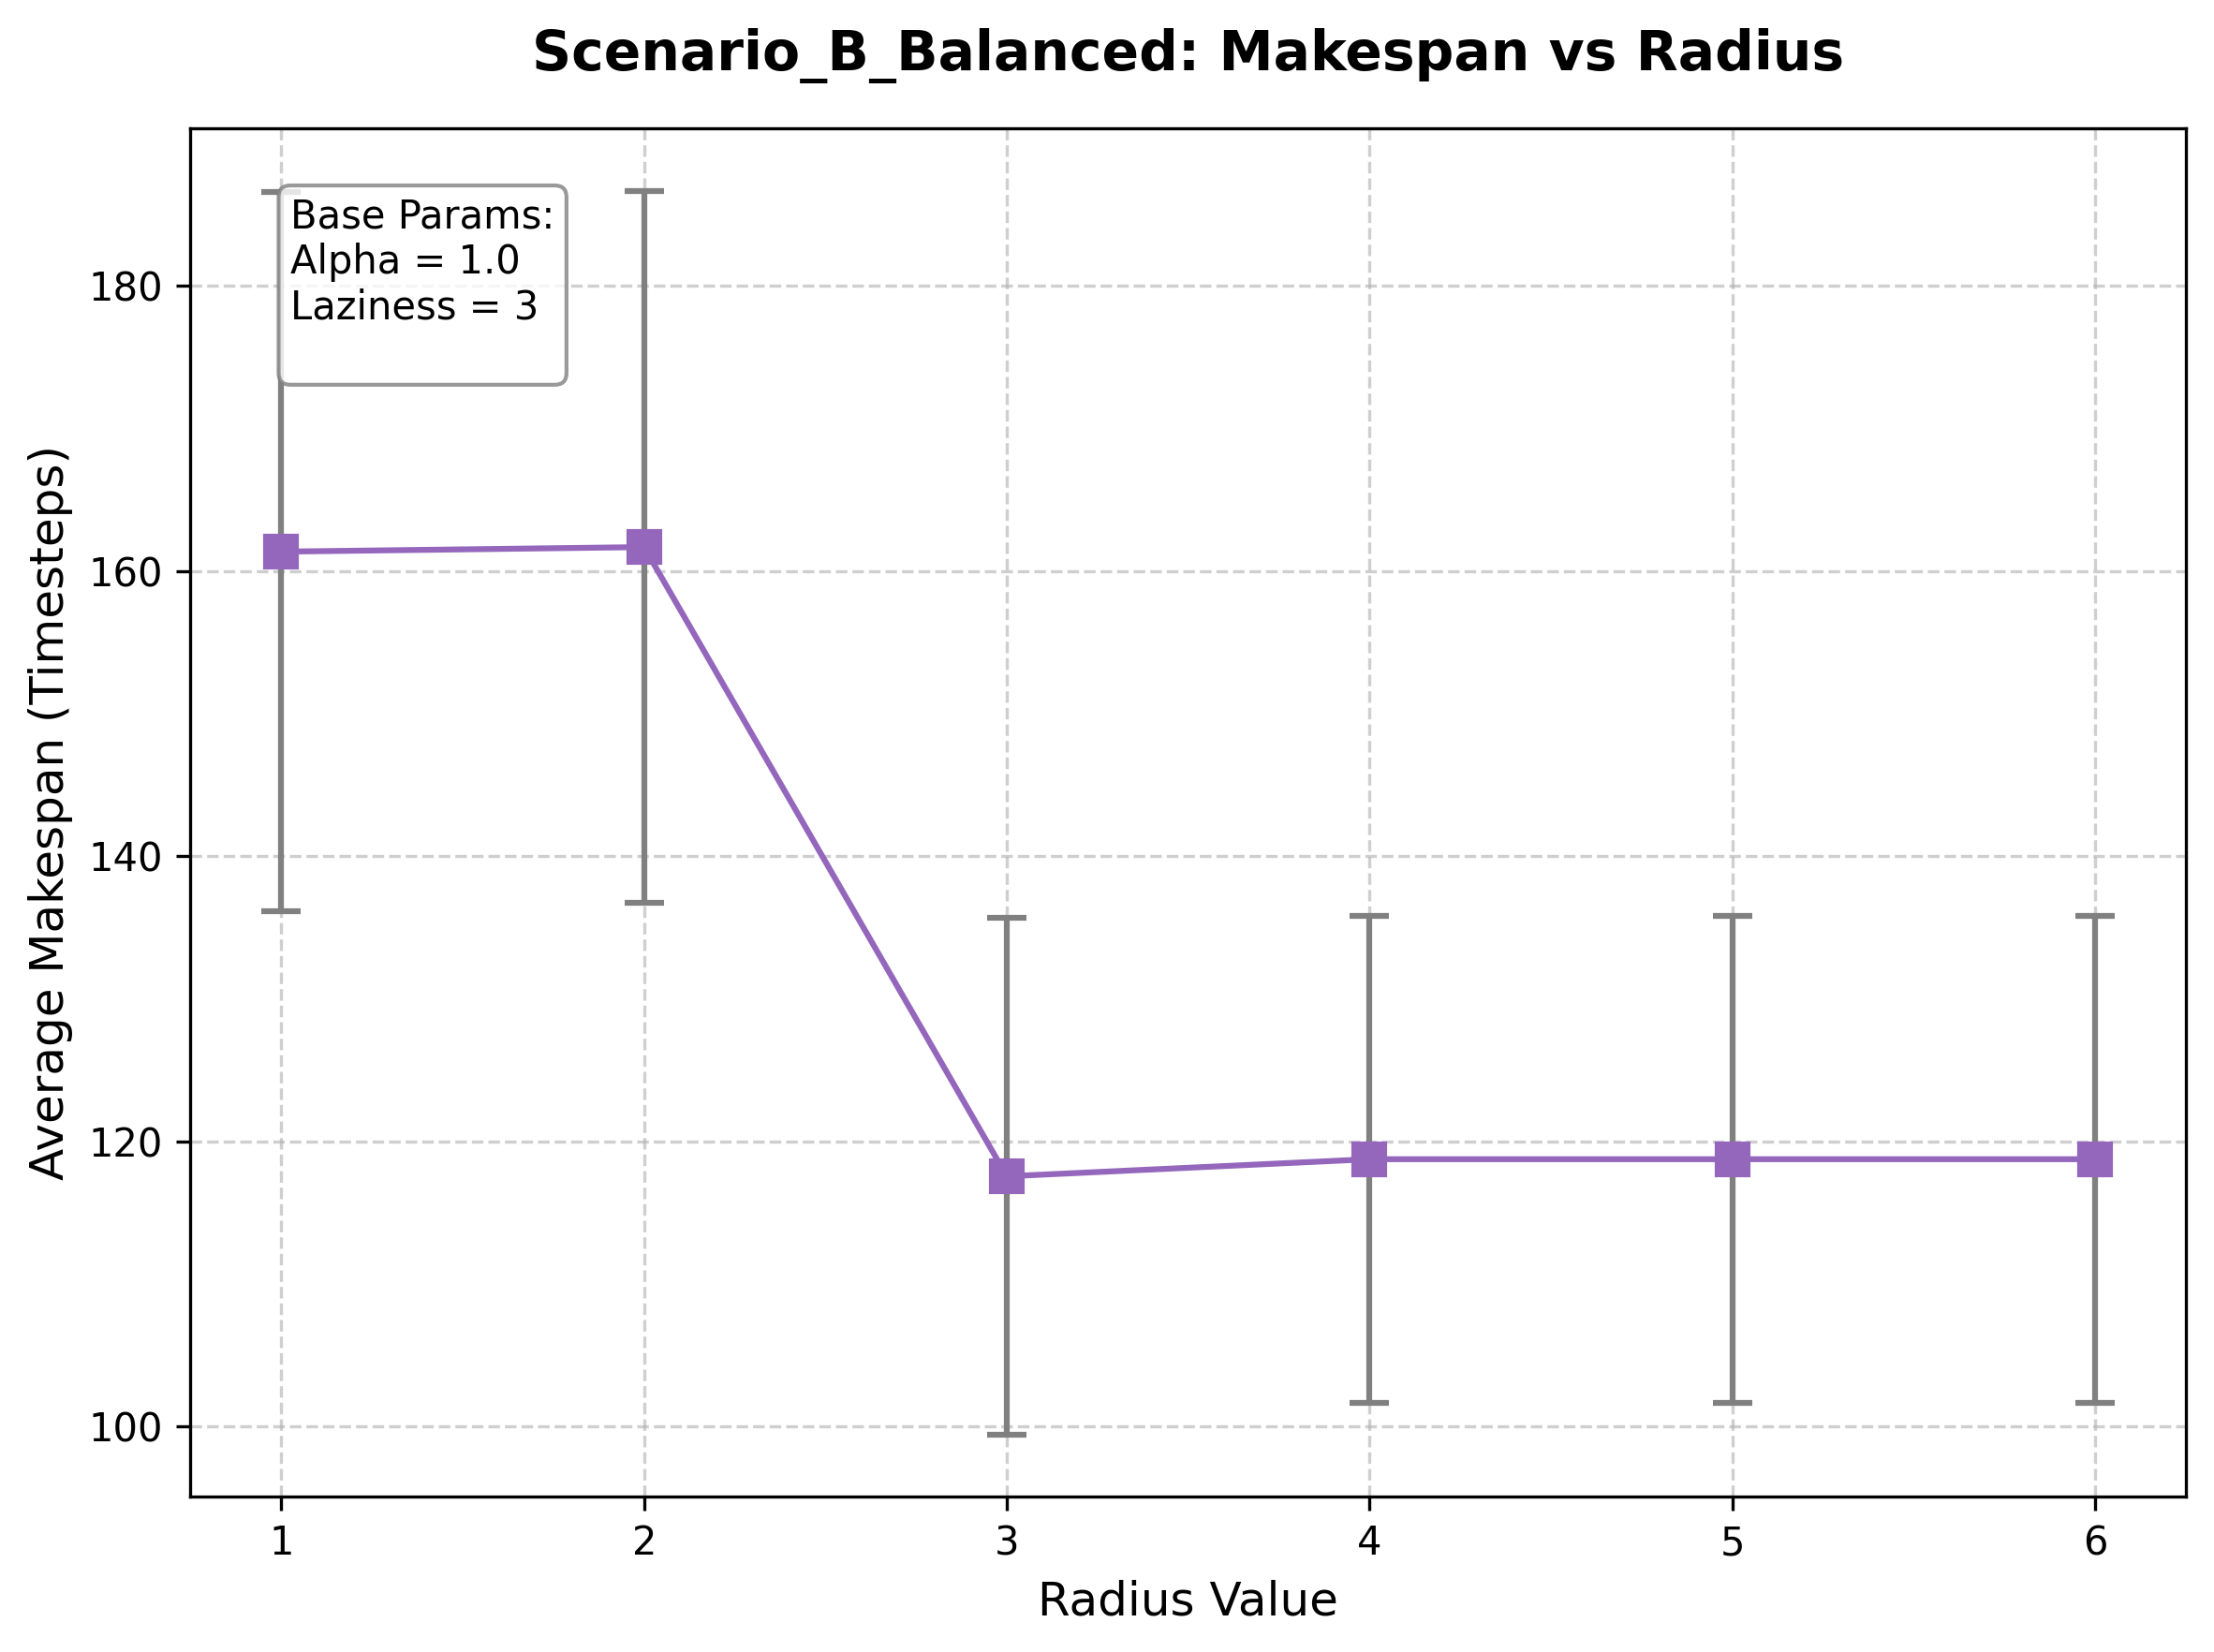 Scenario_B_Balanced: Makespan vs Radius
Base Params:
Alpha = 1.0
Laziness = 3
180
160
140
120
100
Average Makespan (Timesteps)
1 2 3 4 5 6
Radius Value